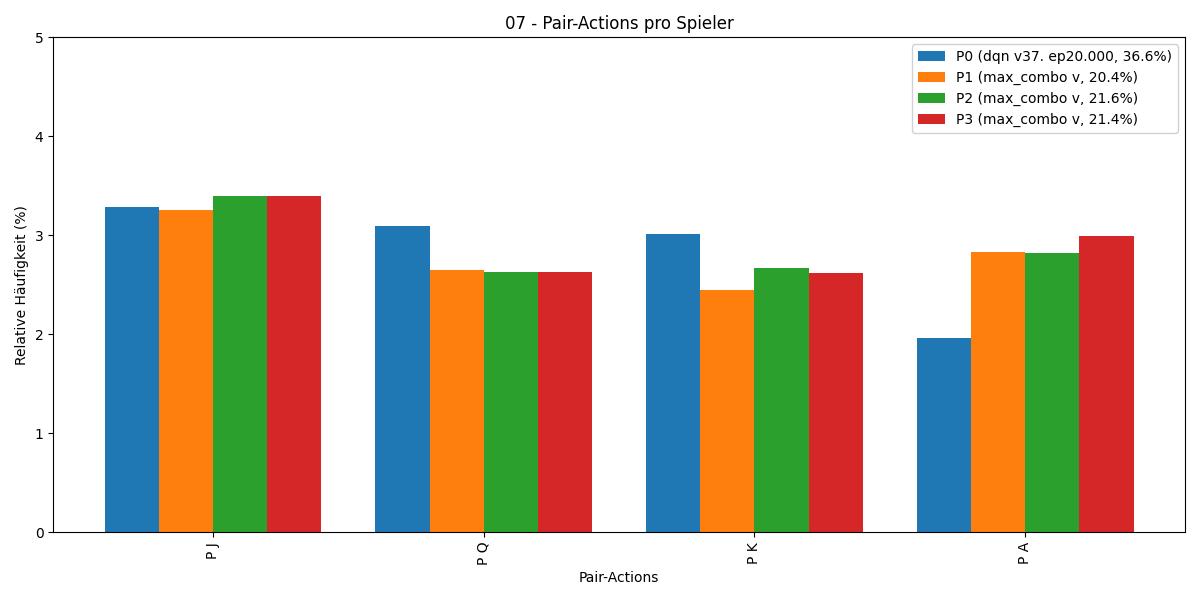 07 - Pair-Actions pro Spieler
Relative Häufigkeit (%)
5
4
3
2
1
0
P0 (dqn v37. ep20.000, 36.6%)
P1 (max_combo v, 20.4%)
P2 (max_combo v, 21.6%)
P3 (max_combo v, 21.4%)
P J
P Q
P K
P A
Pair-Actions